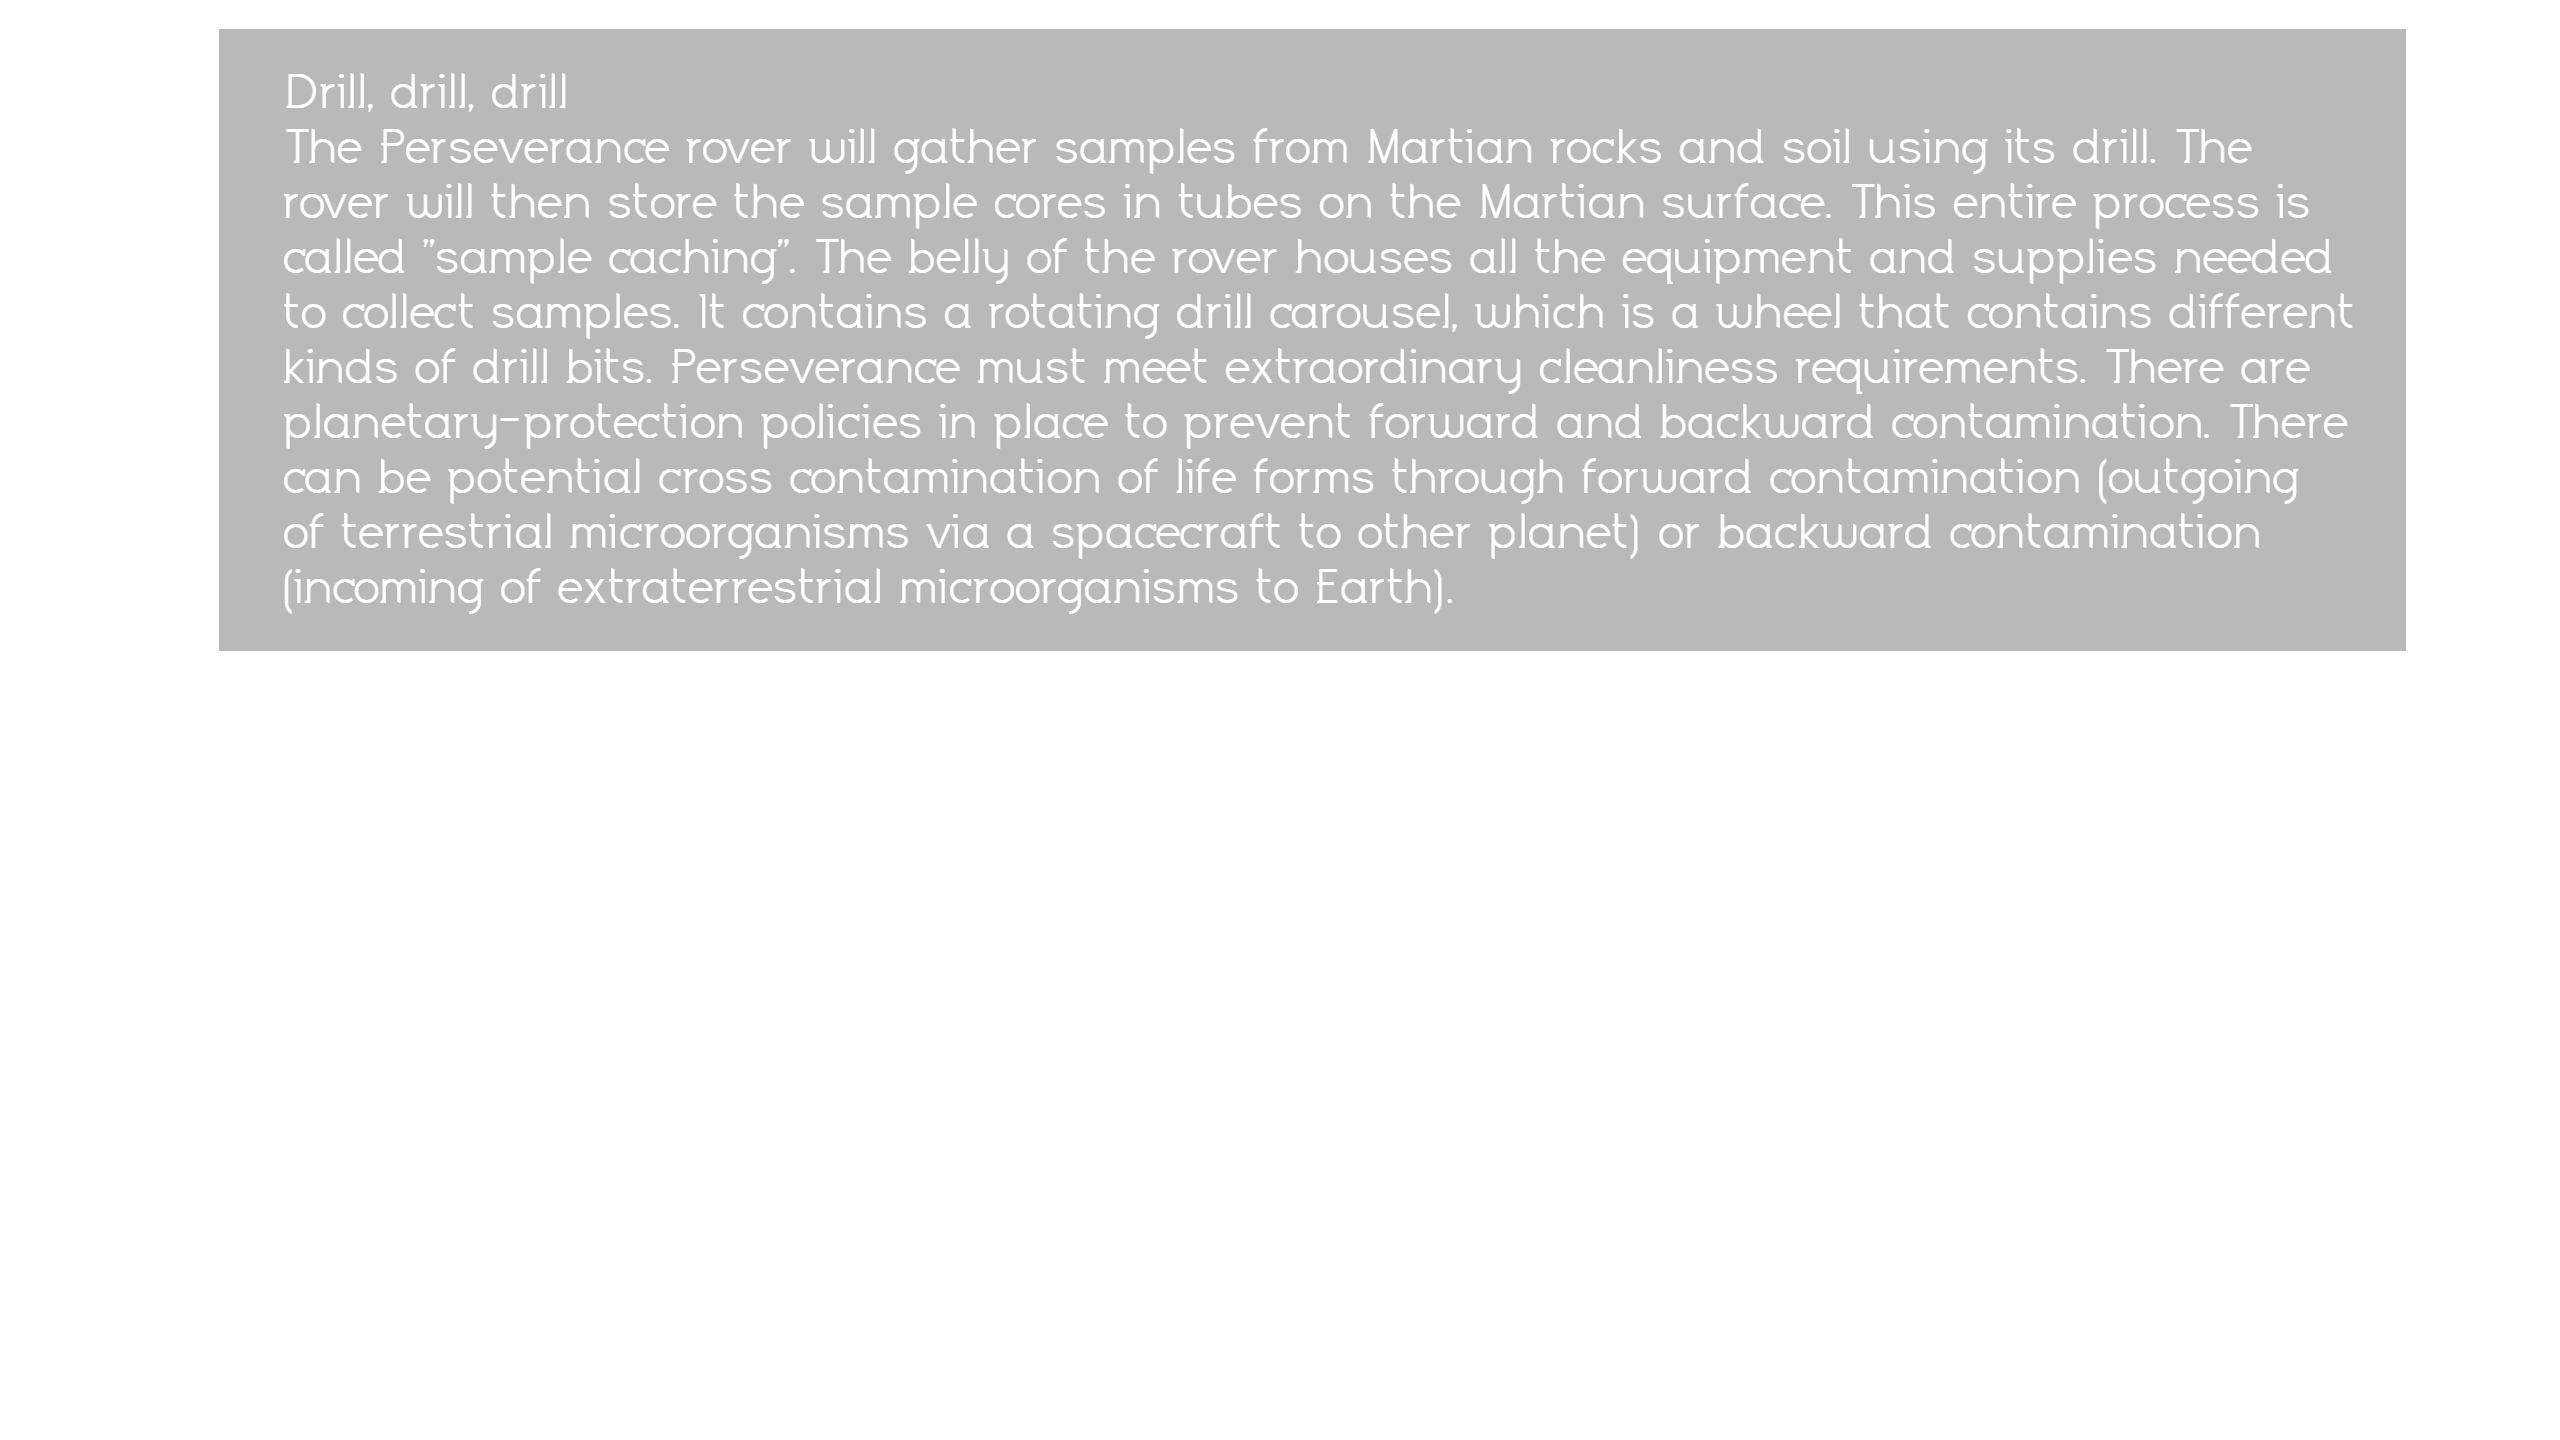 Drill, drill, drill
The Perseverance rover will gather samples from Martian rocks and soil using its drill. The
rover will then store the sample cores in tubes on the Martian surface. This entire process is
called "sample caching". The belly of the rover houses all the equipment and supplies needed
to collect samples. It contains a rotating drill carousel, which is a wheel that contains different
kinds of drill bits. Perseverance must meet extraordinary cleanliness requirements. There are
planetary-protection policies in place to prevent forward and backward contamination. There
can be potential cross contamination of life forms through forward contamination (outgoing
of terrestrial microorganisms via a spacecraft to other planet) or backward contamination
(incoming of extraterrestrial microorganisms to Earth).